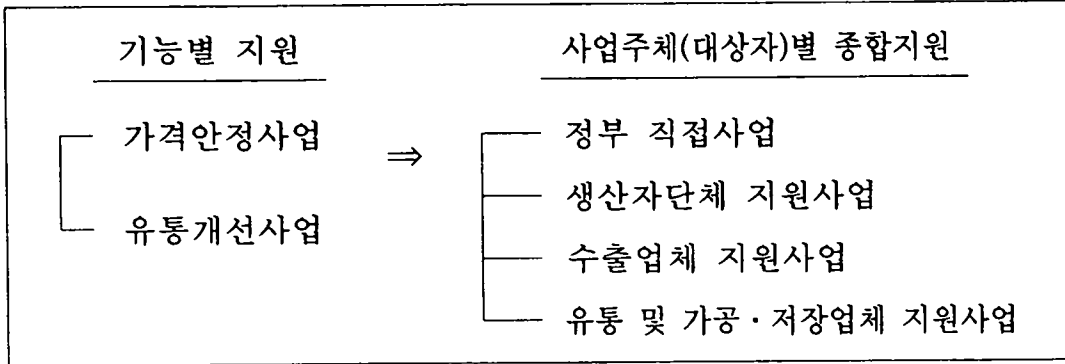 기능별 지원
사업주체(대상자)별 종합지원
가격안정사업
⇒
정부 직접사업
생산자단체 지원사업
유통개선사업
수출업체 지원사업
유통 및 가공·저장업체 지원사업